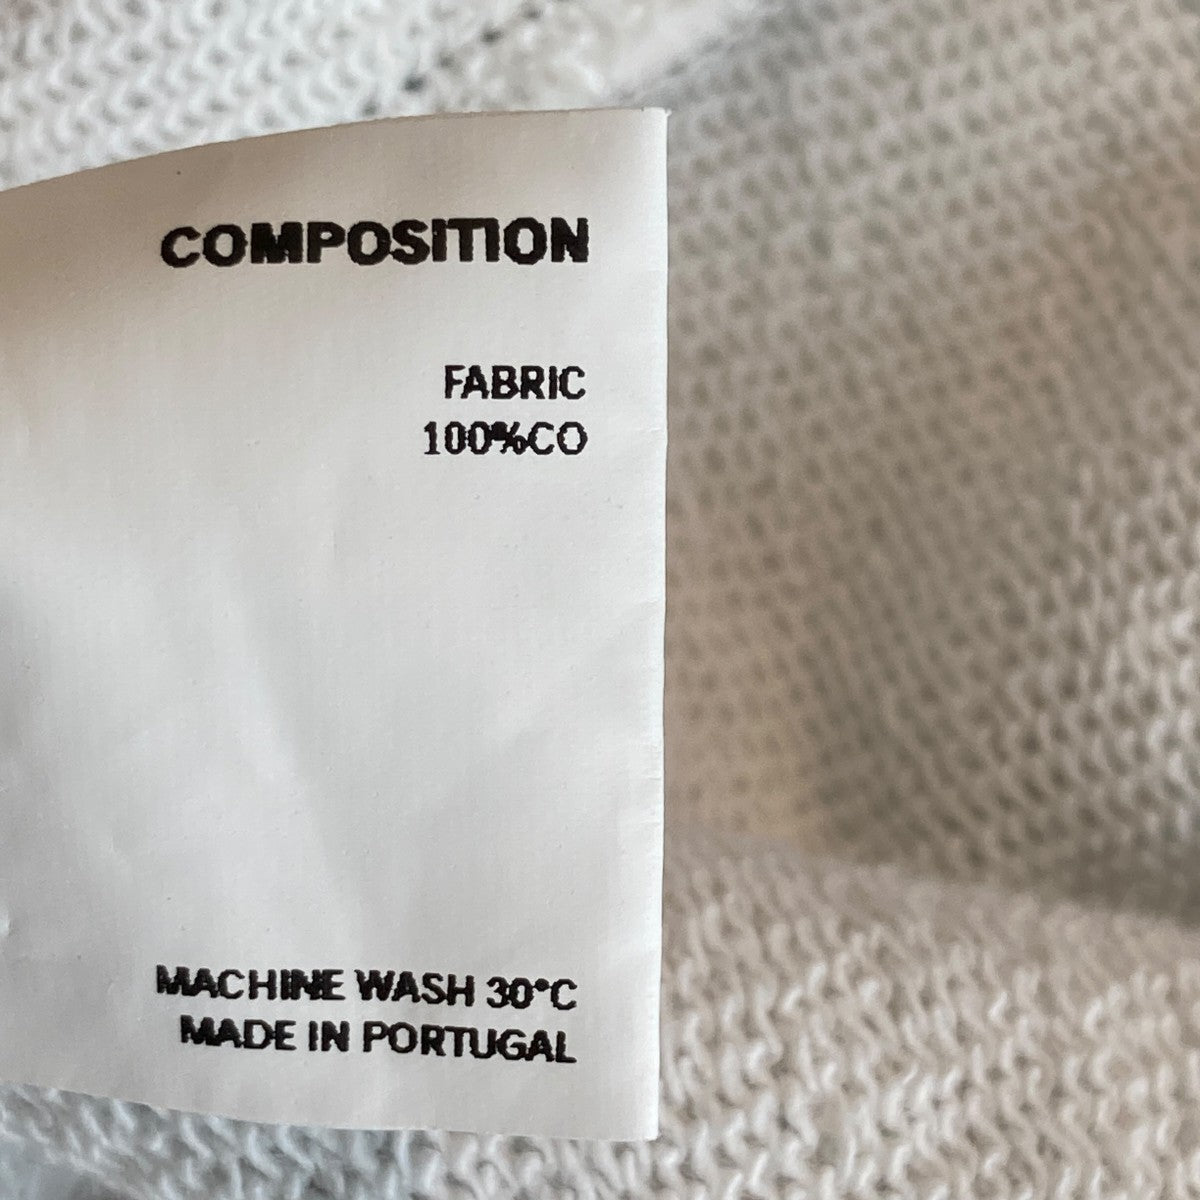 COMPOSITION
FABRIC
100%CO
MACHINE WASH 30°C
MADE IN PORTUGAL